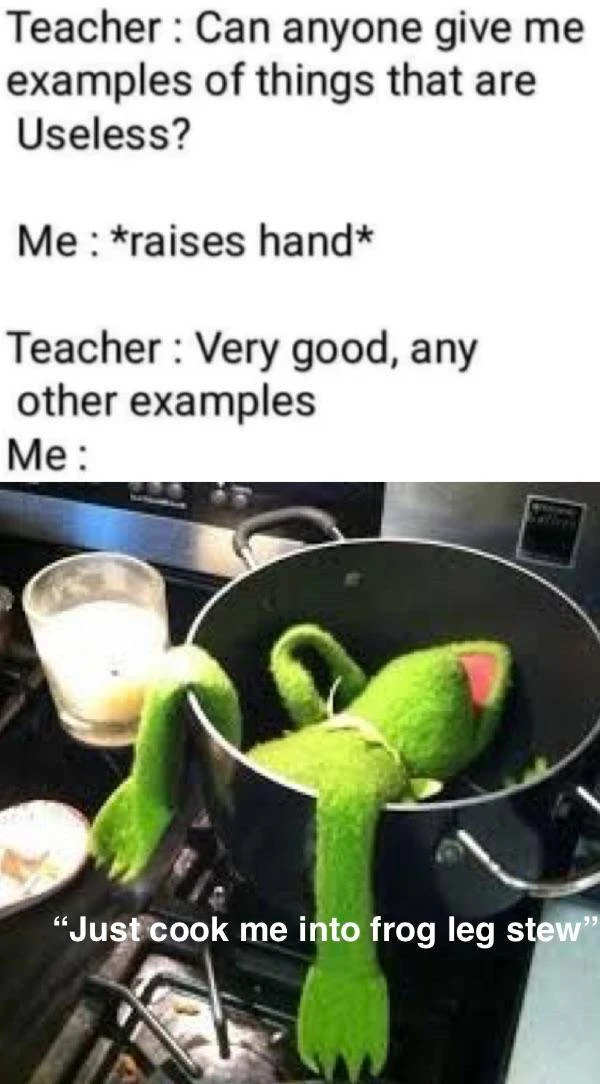 Teacher : Can anyone give me
examples of things that are
Useless?
Me : *raises hand*
Teacher : Very good, any
other examples
Me :
“Just cook me into frog leg stew”